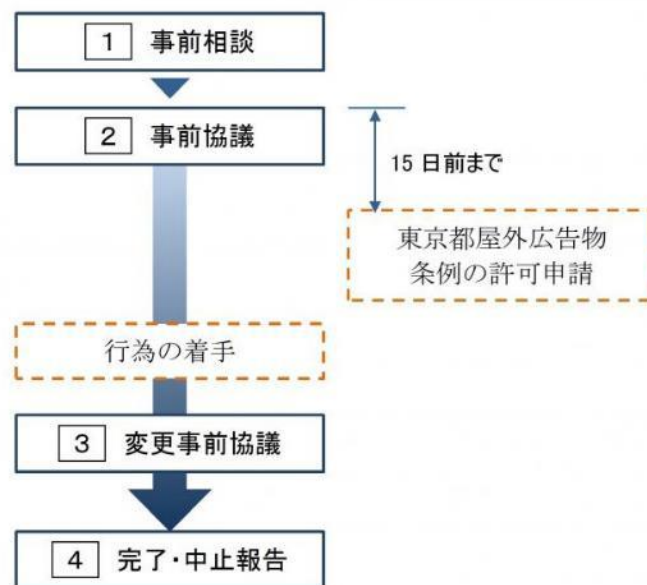 1 事前相談
2 事前協議
15 日前まで
東京都屋外広告物
条例の許可申請
行為の着手
3 変更事前協議
4 完了・中止報告